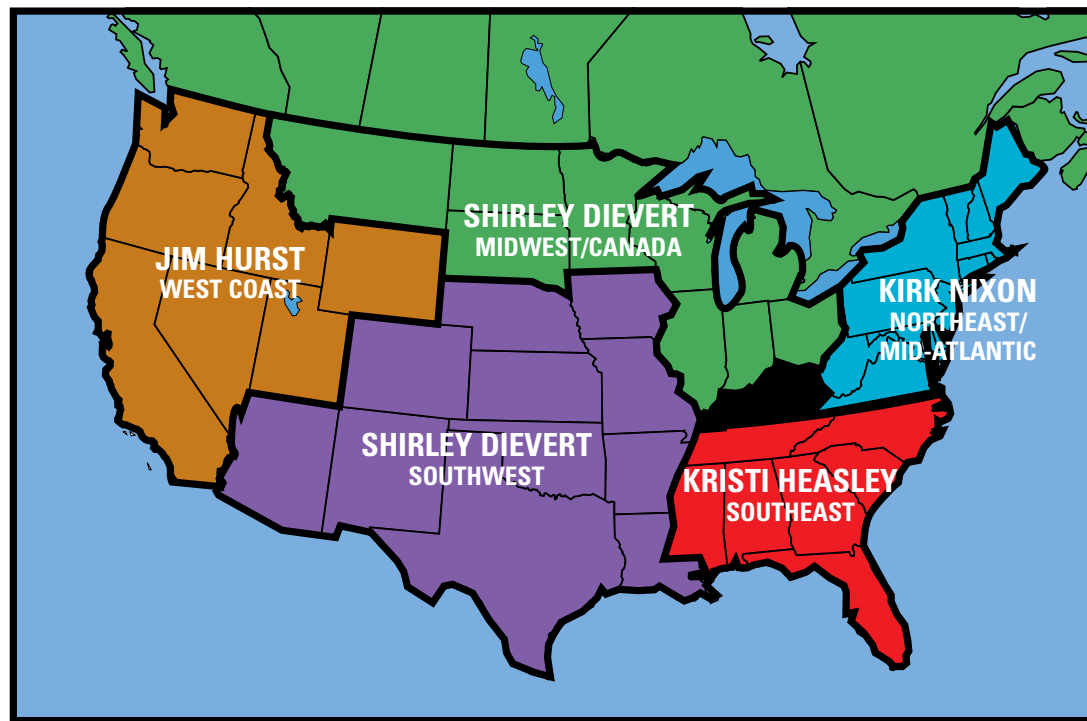 SHIRLEY DIEVERT
MIDWEST/CANADA
JIM HURST
WEST COAST
KIRK NIXON
NORTHEAST/
MID-ATLANTIC
SHIRLEY DIEVERT
SOUTHWEST
KRISTI HEASLEY
SOUTHEAST